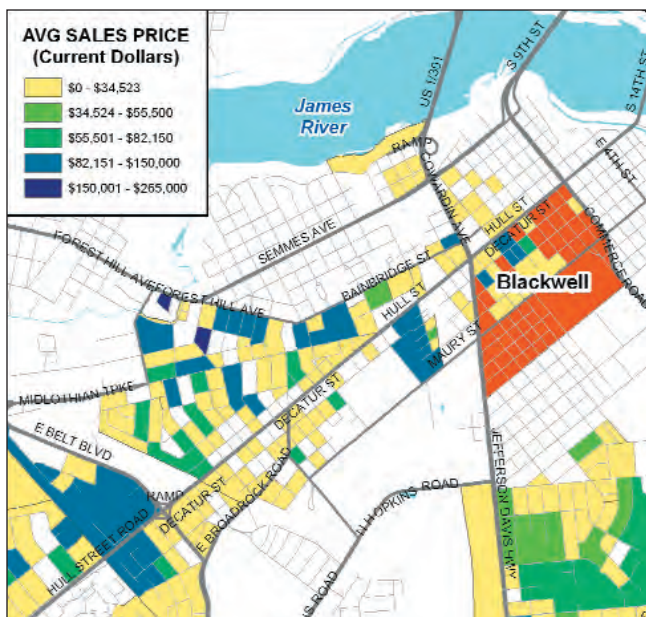 AVG SALES PRICE
(Current Dollars)
$0 - $34,523
$34,524 - $55,500
$55,501 - $82,150
$82,151 - $150,000
$150,001 - $265,000
James
River
US 1/301
S 9TH ST
S 14TH ST
RAMP
COWARDIN AVE
E 4TH ST
HULL ST
DECATUR ST
COMMERCE ROAD
SEMMES AVE
FOREST HILL AVE
FOREST HILL AVE
BAINBRIDGE ST
HULL ST
Blackwell
MAURY ST
MIDLOTHIAN TPKE
DECATUR ST
E BELT BLVD
JEFFERSON DAVIS HWY
RAMP
DECATUR ST
E BROADROCK ROAD
HULL STREET ROAD
HOPKINS ROAD
ROAD